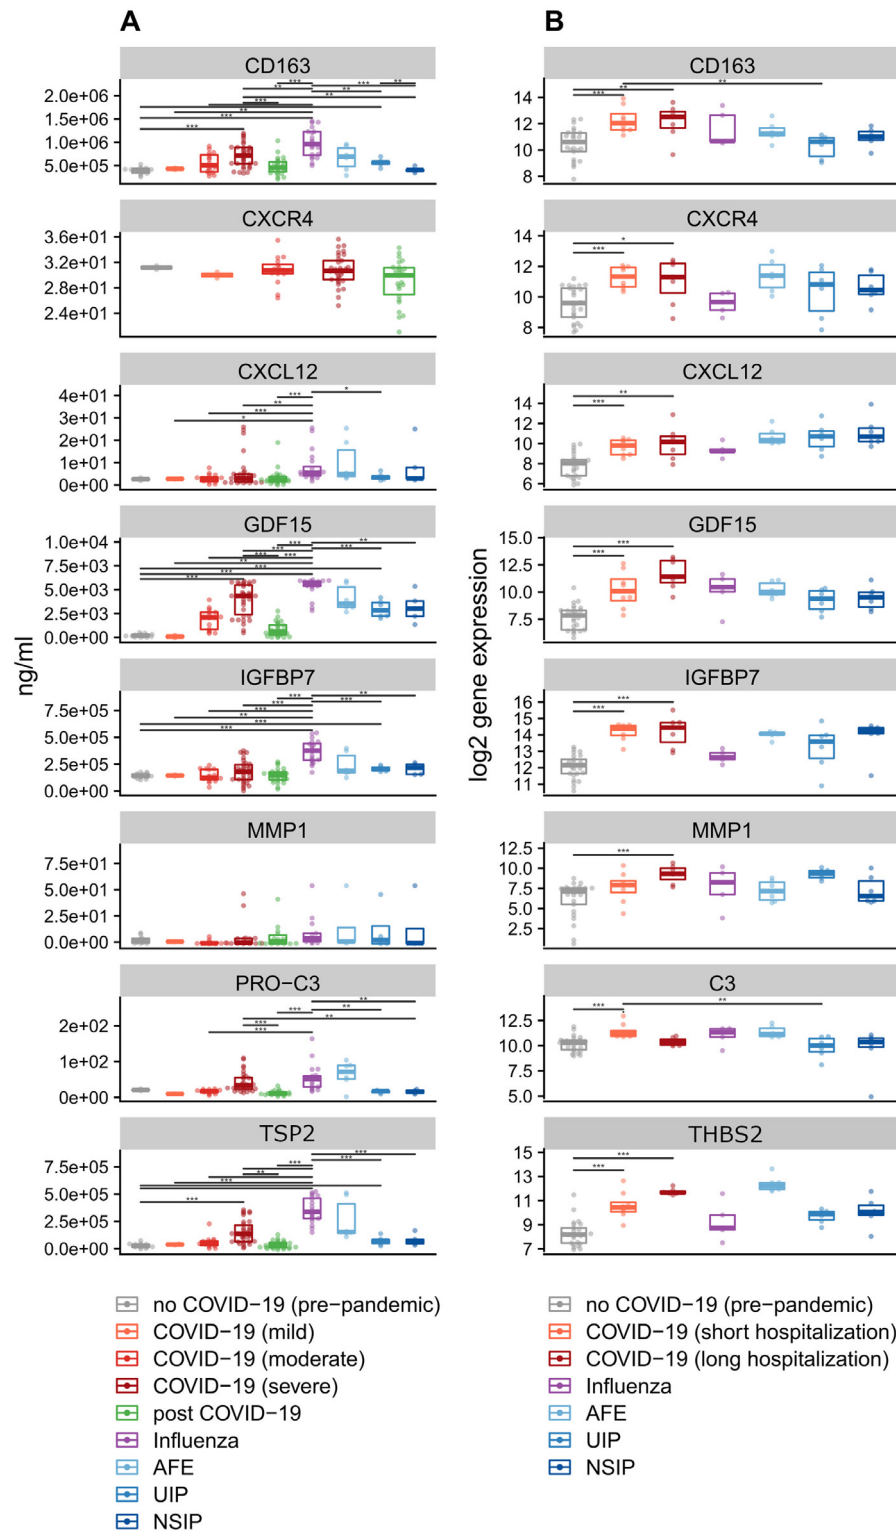 A
CD163
2.0e+06
1.5e+06
1.0e+06
5.0e+05
CXCR4
3.6e+01
3.2e+01
2.8e+01
2.4e+01
CXCL12
4e+01
3e+01
2e+01
1e+01
0e+00
GDF15
1.0e+04
7.5e+03
5.0e+03
2.5e+03
0.0e+00
ng/ml
IGFBP7
7.5e+05
5.0e+05
2.5e+05
0.0e+00
MMP1
7.5e+01
5.0e+01
2.5e+01
0.0e+00
PRO−C3
2e+02
1e+02
0e+00
TSP2
7.5e+05
5.0e+05
2.5e+05
0.0e+00
no COVID−19 (pre−pandemic)
COVID−19 (mild)
COVID−19 (moderate)
COVID−19 (severe)
post COVID−19
Influenza
AFE
UIP
NSIP
B
CD163
14
12
10
8
CXCR4
14
12
10
8
CXCL12
14
12
10
8
6
GDF15
15.0
12.5
10.0
7.5
log2 gene expression
IGFBP7
16
15
14
13
12
11
MMP1
12.5
10.0
7.5
5.0
2.5
C3
12.5
10.0
7.5
5.0
THBS2
15
13
11
9
7
no COVID−19 (pre−pandemic)
COVID−19 (short hospitalization)
COVID−19 (long hospitalization)
Influenza
AFE
UIP
NSIP